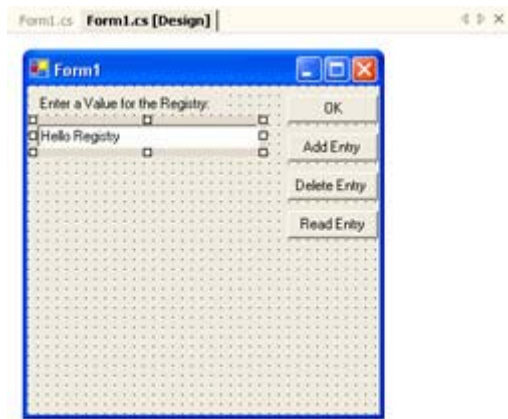 Form1.cs Form1.cs [Design]
Form1
Enter a Value for the Registry:
OK
Hello Registry
Add Entry
Delete Entry
Read Entry